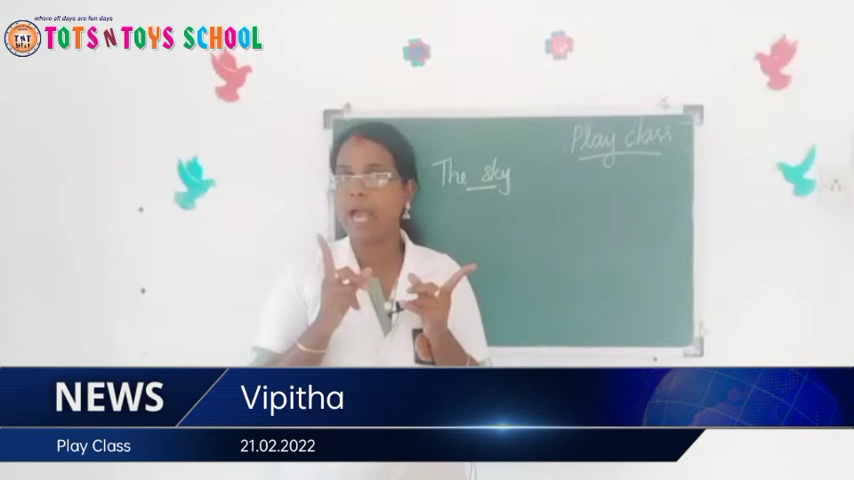 where all days are fun days
TOTS N TOYS SCHOOL
TNT
Play class
The sky
NEWS
Vipitha
Play Class
21.02.2022